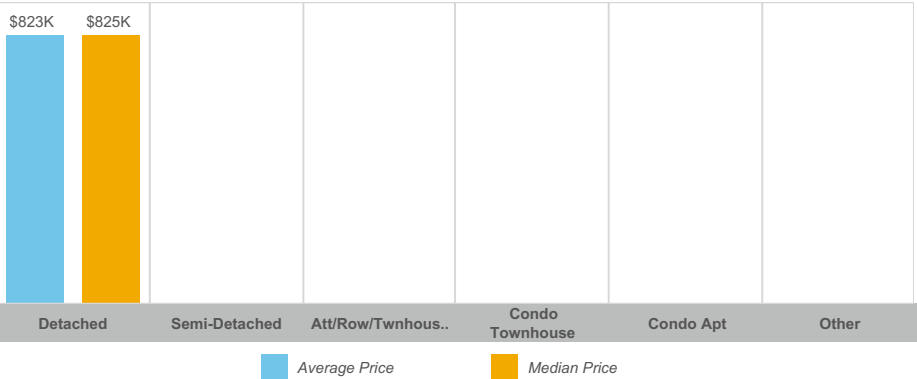 $823K $825K
Detached Semi-Detached Att/Row/Twnhous.. Condo Townhouse Condo Apt Other
Average Price Median Price